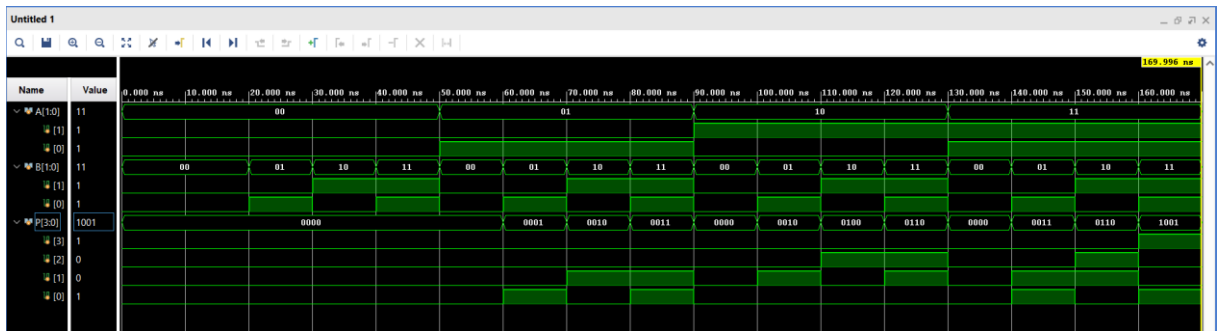 Untitled 1
169.996 ns
Name Value 0.000 ns 10.000 ns 20.000 ns 30.000 ns 40.000 ns 50.000 ns 60.000 ns 70.000 ns 80.000 ns 90.000 ns 100.000 ns 110.000 ns 120.000 ns 130.000 ns 140.000 ns 150.000 ns 160.000 ns
A[1:0] 11 00 01 10 11
[1] 1
[0] 1
B[1:0] 11 00 01 10 11 00 01 10 11 00 01 10 11 00 01 10 11
[1] 1
[0] 1
P[3:0] 1001 0000 0001 0010 0011 0000 0010 0100 0110 0000 0011 0110 1001
[3] 1
[2] 0
[1] 0
[0] 1